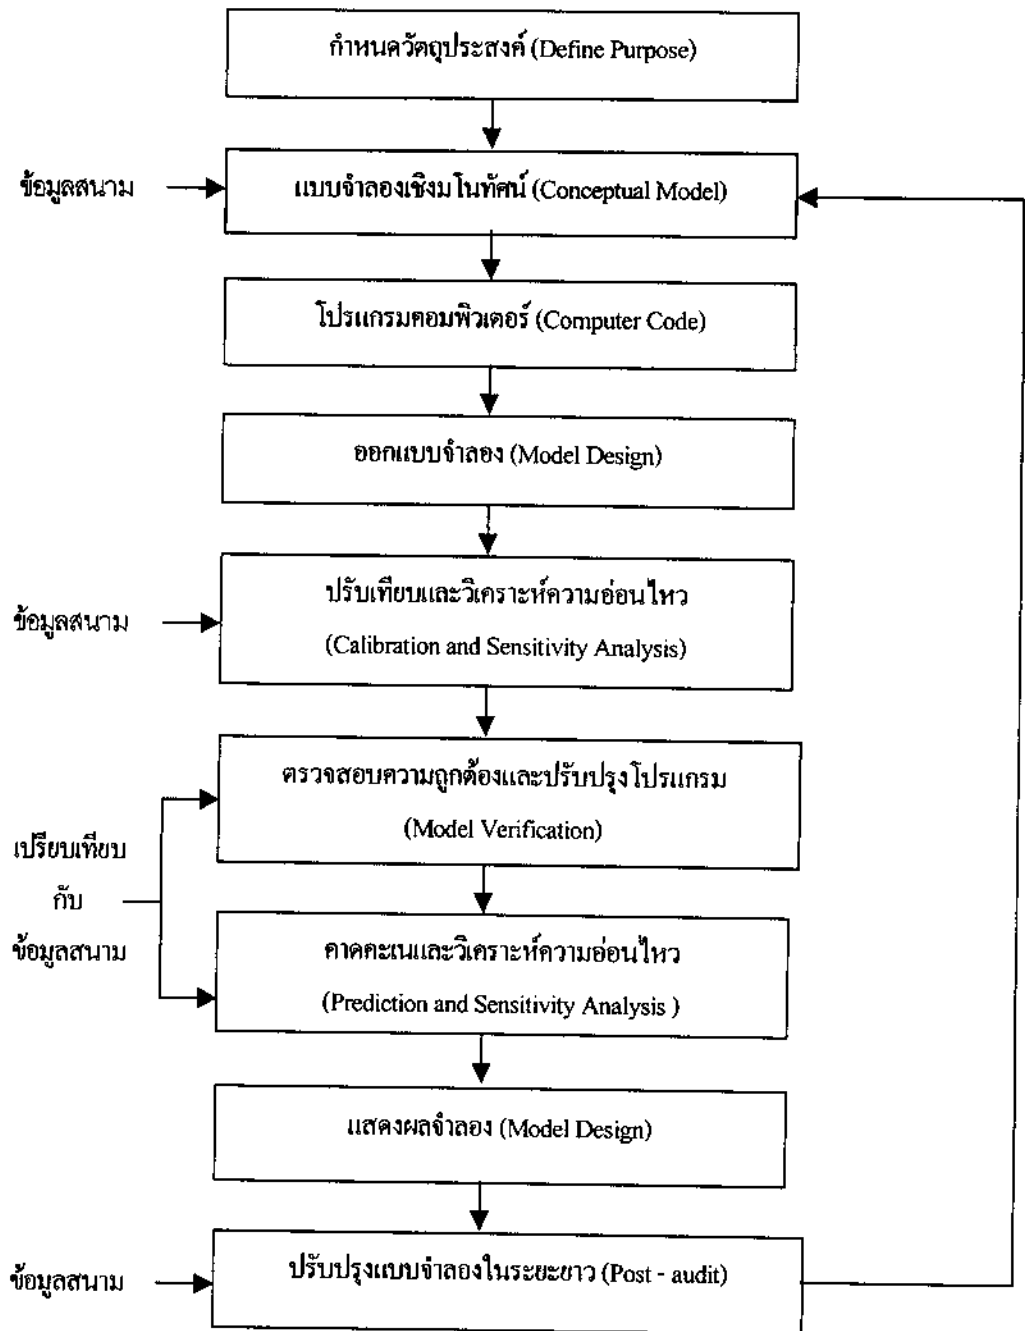 กำหนดวัตถุประสงค์ (Define Purpose)
ข้อมูลสนาม
แบบจำลองเชิงมโนทัศน์ (Conceptual Model)
โปรแกรมคอมพิวเตอร์ (Computer Code)
ออกแบบจำลอง (Model Design)
ข้อมูลสนาม
ปรับเทียบและวิเคราะห์ความอ่อนไหว
(Calibration and Sensitivity Analysis)
ตรวจสอบความถูกต้องและปรับปรุงโปรแกรม
(Model Verification)
เปรียบเทียบ
กับ
ข้อมูลสนาม
คาดคะเนและวิเคราะห์ความอ่อนไหว
(Prediction and Sensitivity Analysis )
แสดงผลจำลอง (Model Design)
ข้อมูลสนาม
ปรับปรุงแบบจำลองในระยะยาว (Post - audit)